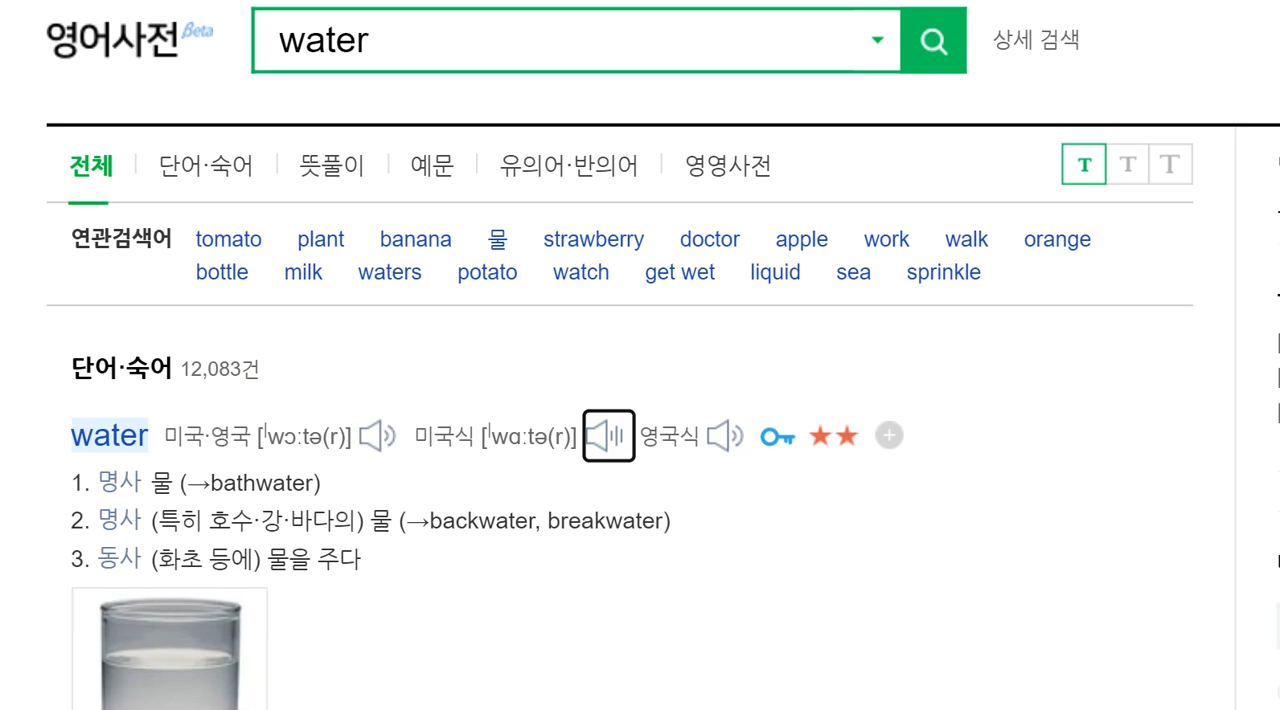 영어사전 Beta water 상세 검색
전체 단어·숙어 뜻풀이 예문 유의어·반의어 영영사전 T T T
연관검색어 tomato plant banana 물 strawberry doctor apple work walk orange
bottle milk waters potato watch get wet liquid sea sprinkle
단어·숙어 12,083건
water 미국·영국 [ˈwɔːtə(r)] 미국식 [ˈwɑːtə(r)] 영국식
1. 명사 물 (→bathwater)
2. 명사 (특히 호수·강·바다의) 물 (→backwater, breakwater)
3. 동사 (화초 등에) 물을 주다